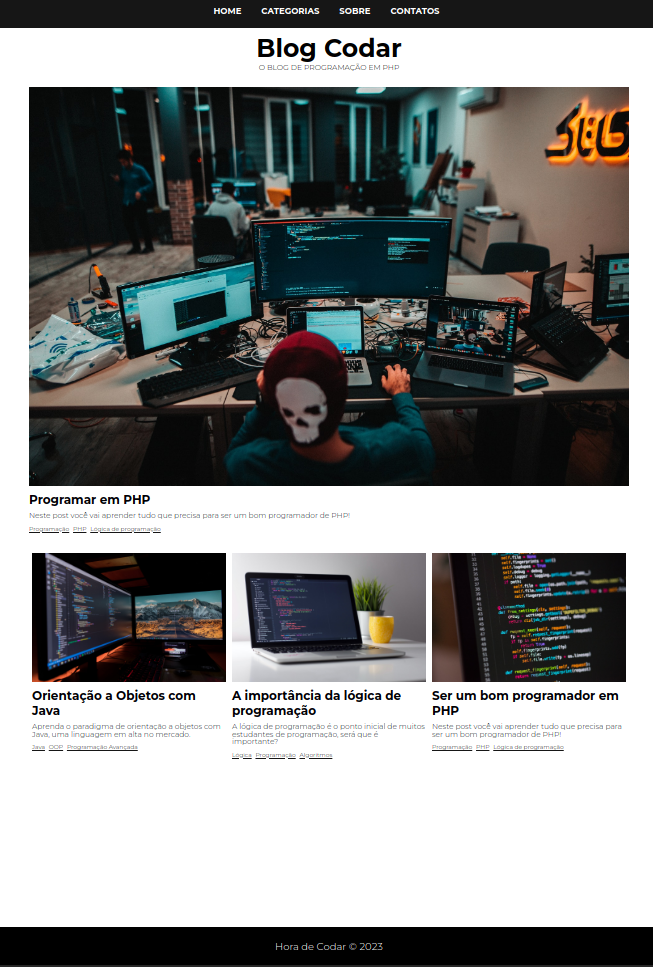 HOME CATEGORIAS SOBRE CONTATOS
Blog Codar
O BLOG DE PROGRAMAÇÃO EM PHP
Programar em PHP
Neste post você vai aprender tudo que precisa para ser um bom programador de PHP!
Programação PHP Lógica de programação
Orientação a Objetos com
Java
Aprenda o paradigma de orientação a objetos com
Java, uma linguagem em alta no mercado.
Java OOP Programação Avançada
A importância da lógica de
programação
A lógica de programação é o ponto inicial de muitos
estudantes de programação, será que é
importante?
Lógica Programação Algoritmos
Ser um bom programador em
PHP
Neste post você vai aprender tudo que precisa para
ser um bom programador de PHP!
Programação PHP Lógica de programação
Hora de Codar © 2023